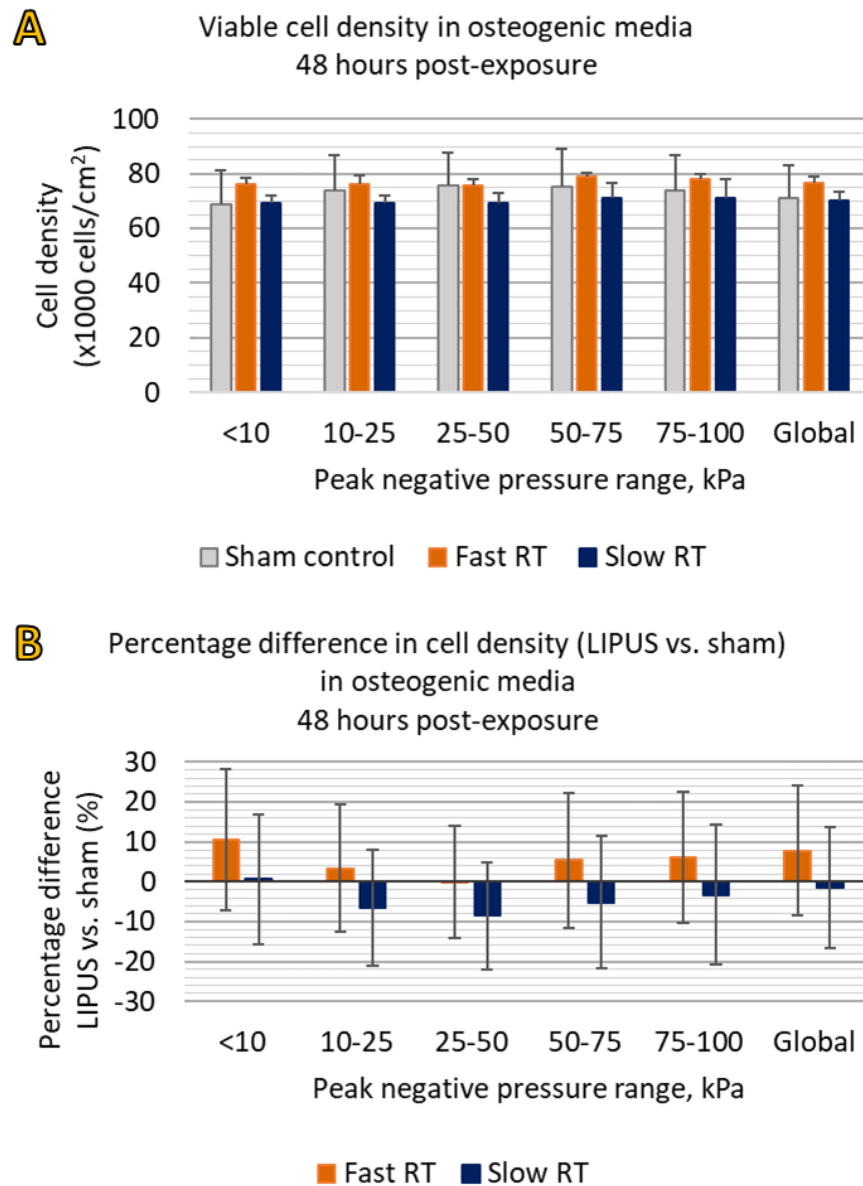 A
Viable cell density in osteogenic media
48 hours post-exposure
Cell density
(x1000 cells/cm²)
100
80
60
40
20
0
<10 10-25 25-50 50-75 75-100 Global
Peak negative pressure range, kPa
Sham control Fast RT Slow RT
B
Percentage difference in cell density (LIPUS vs. sham)
in osteogenic media
48 hours post-exposure
Percentage difference
LIPUS vs. sham (%)
30
20
10
0
-10
-20
-30
<10 10-25 25-50 50-75 75-100 Global
Peak negative pressure range, kPa
Fast RT Slow RT